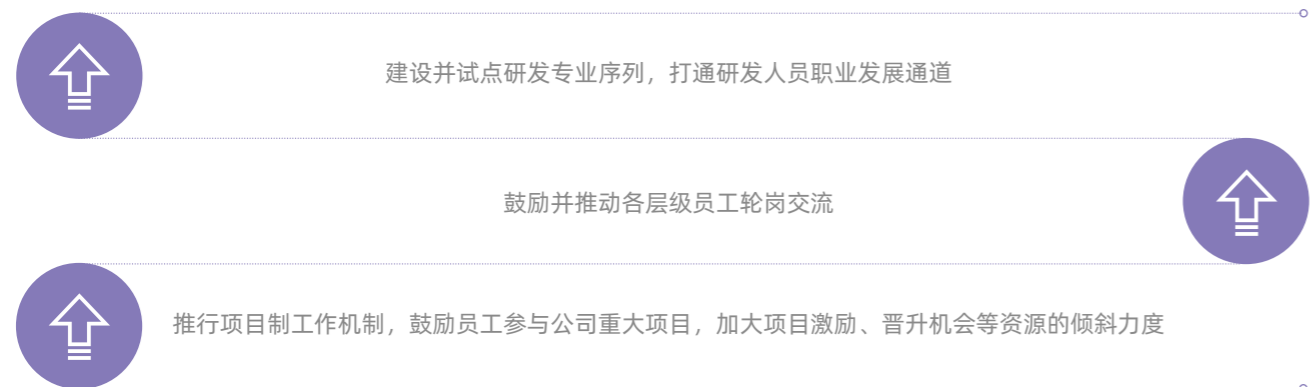 建设并试点研发专业序列，打通研发人员职业发展通道
鼓励并推动各层级员工轮岗交流
推行项目制工作机制，鼓励员工参与公司重大项目，加大项目激励、晋升机会等资源的倾斜力度